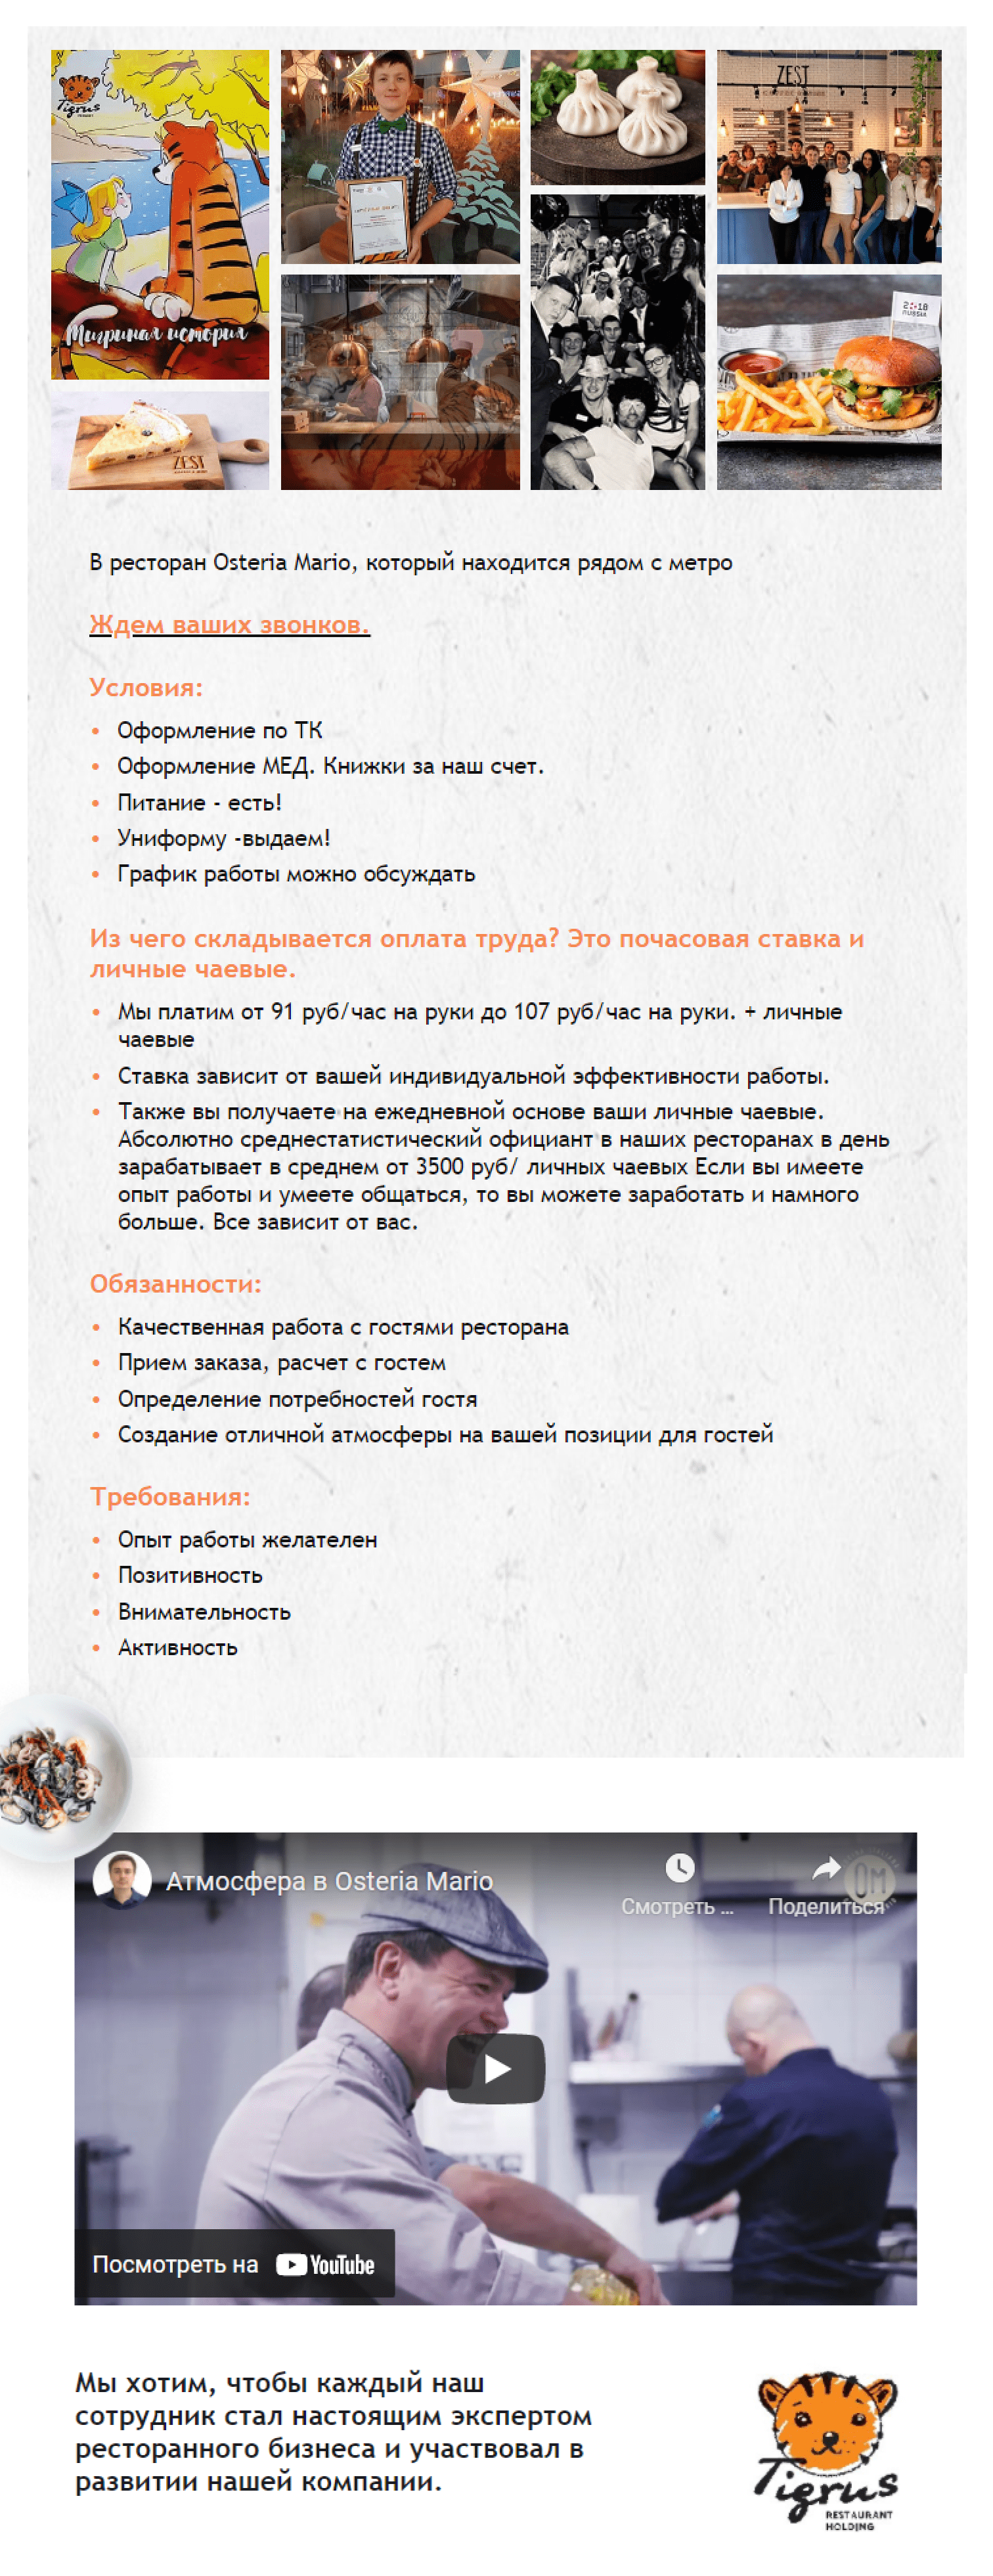 Tigrus
Тигриная история
ZEST
ZEST
2018
RUSSIA
В ресторан Osteria Mario, который находится рядом с метро
Ждем ваших звонков.
Условия:
• Оформление по ТК
• Оформление МЕД. Книжки за наш счет.
• Питание - есть!
• Униформу -выдаем!
• График работы можно обсуждать
Из чего складывается оплата труда? Это почасовая ставка и
личные чаевые.
• Мы платим от 91 руб/час на руки до 107 руб/час на руки. + личные
чаевые
• Ставка зависит от вашей индивидуальной эффективности работы.
• Также вы получаете на ежедневной основе ваши личные чаевые.
Абсолютно среднестатистический официант в наших ресторанах в день
зарабатывает в среднем от 3500 руб/ личных чаевых Если вы имеете
опыт работы и умеете общаться, то вы можете заработать и намного
больше. Все зависит от вас.
Обязанности:
• Качественная работа с гостями ресторана
• Прием заказа, расчет с гостем
• Определение потребностей гостя
• Создание отличной атмосферы на вашей позиции для гостей
Требования:
• Опыт работы желателен
• Позитивность
• Внимательность
• Активность
Атмосфера в Osteria Mario
Смотреть ...
Поделиться
OM
Посмотреть на YouTube
Мы хотим, чтобы каждый наш
сотрудник стал настоящим экспертом
ресторанного бизнеса и участвовал в
развитии нашей компании.
Tigrus
RESTAURANT
HOLDING